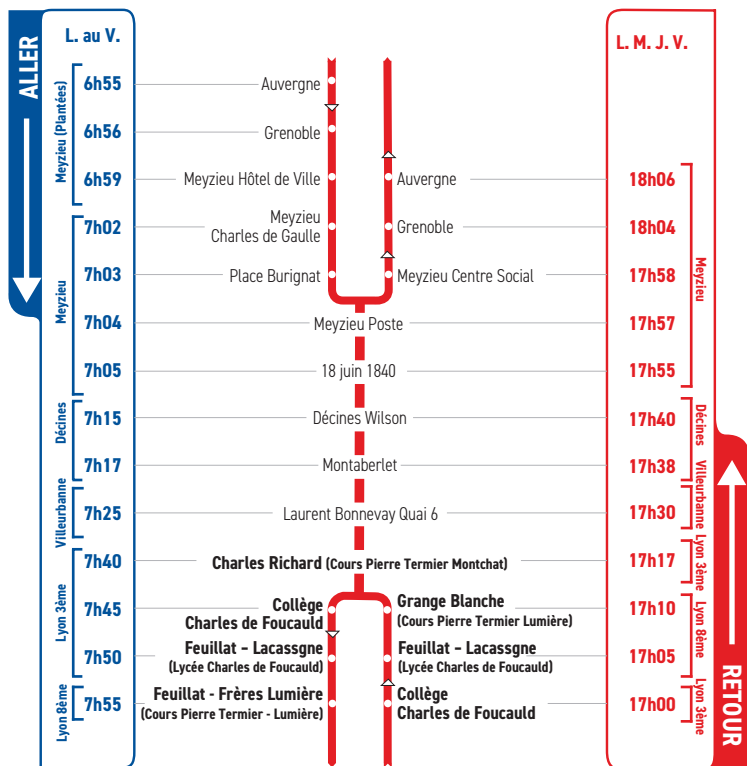 ALLER
L. au V.
L. M. J. V.
Meyzieu (Plantées)
6h55
Auvergne
6h56
Grenoble
6h59
Meyzieu Hôtel de Ville
Auvergne
18h06
Meyzieu
7h02
Meyzieu
Charles de Gaulle
Grenoble
18h04
7h03
Place Burignat
Meyzieu Centre Social
17h58
Meyzieu
7h04
Meyzieu Poste
17h57
7h05
18 juin 1840
17h55
Décines
7h15
Décines Wilson
17h40
Décines
7h17
Montaberlet
17h38
Villeurbanne
7h25
Laurent Bonnevay Quai 6
17h30
Villeurbanne
Lyon 3ème
7h40
Charles Richard (Cours Pierre Termier Montchat)
17h17
Lyon 3ème
7h45
Collège
Charles de Foucauld
Grange Blanche
(Cours Pierre Termier Lumière)
17h10
Lyon 8ème
7h50
Feuillat - Lacassgne
(Lycée Charles de Foucauld)
Feuillat - Lacassgne
(Lycée Charles de Foucauld)
17h05
Lyon 8ème
7h55
Feuillat - Frères Lumière
(Cours Pierre Termier - Lumière)
Collège
Charles de Foucauld
17h00
Lyon 3ème
RETOUR